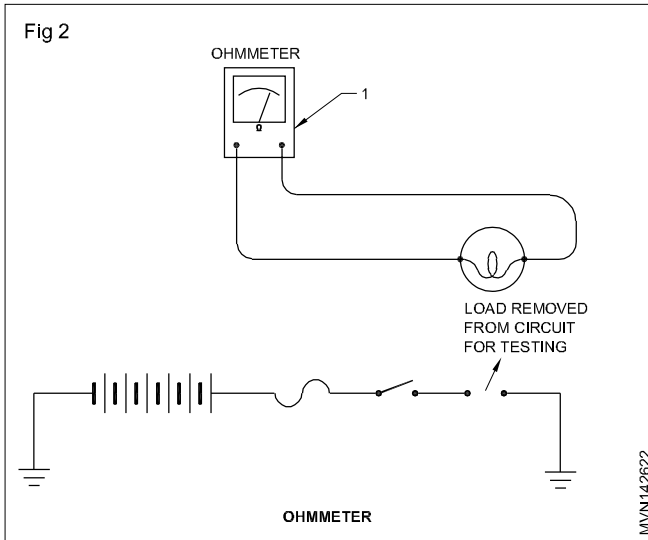 Fig 2
OHMMETER
1
Ω
LOAD REMOVED
FROM CIRCUIT
FOR TESTING
OHMMETER
MVN142622